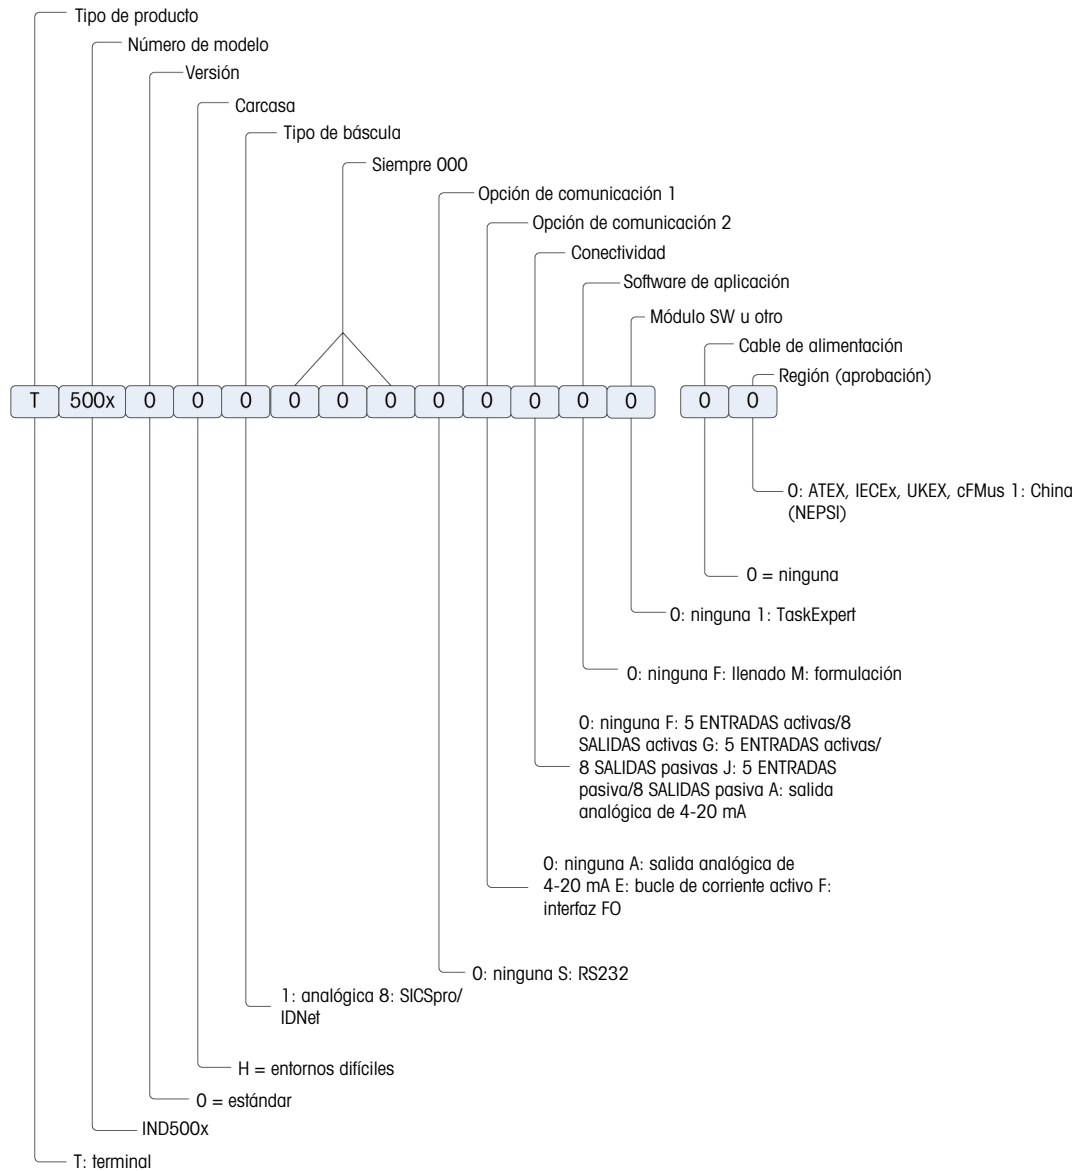 Tipo de producto
Número de modelo
Versión
Carcasa
Tipo de báscula
Siempre 000
Opción de comunicación 1
Opción de comunicación 2
Conectividad
Software de aplicación
Módulo SW u otro
Cable de alimentación
Región (aprobación)
T 500x 0 0 0 0 0 0 0 0 0 0 0 0 0
0: ATEX, IECEx, UKEX, cFMus 1: China
(NEPSI)
0 = ninguna
0: ninguna 1: TaskExpert
0: ninguna F: llenado M: formulación
0: ninguna F: 5 ENTRADAS activas/8
SALIDAS activas G: 5 ENTRADAS activas/
8 SALIDAS pasivas J: 5 ENTRADAS
pasiva/8 SALIDAS pasiva A: salida
analógica de 4-20 mA
0: ninguna A: salida analógica de
4-20 mA E: bucle de corriente activo F:
interfaz FO
0: ninguna S: RS232
1: analógica 8: SICSpro/
IDNet
H = entornos difíciles
0 = estándar
IND500x
T: terminal